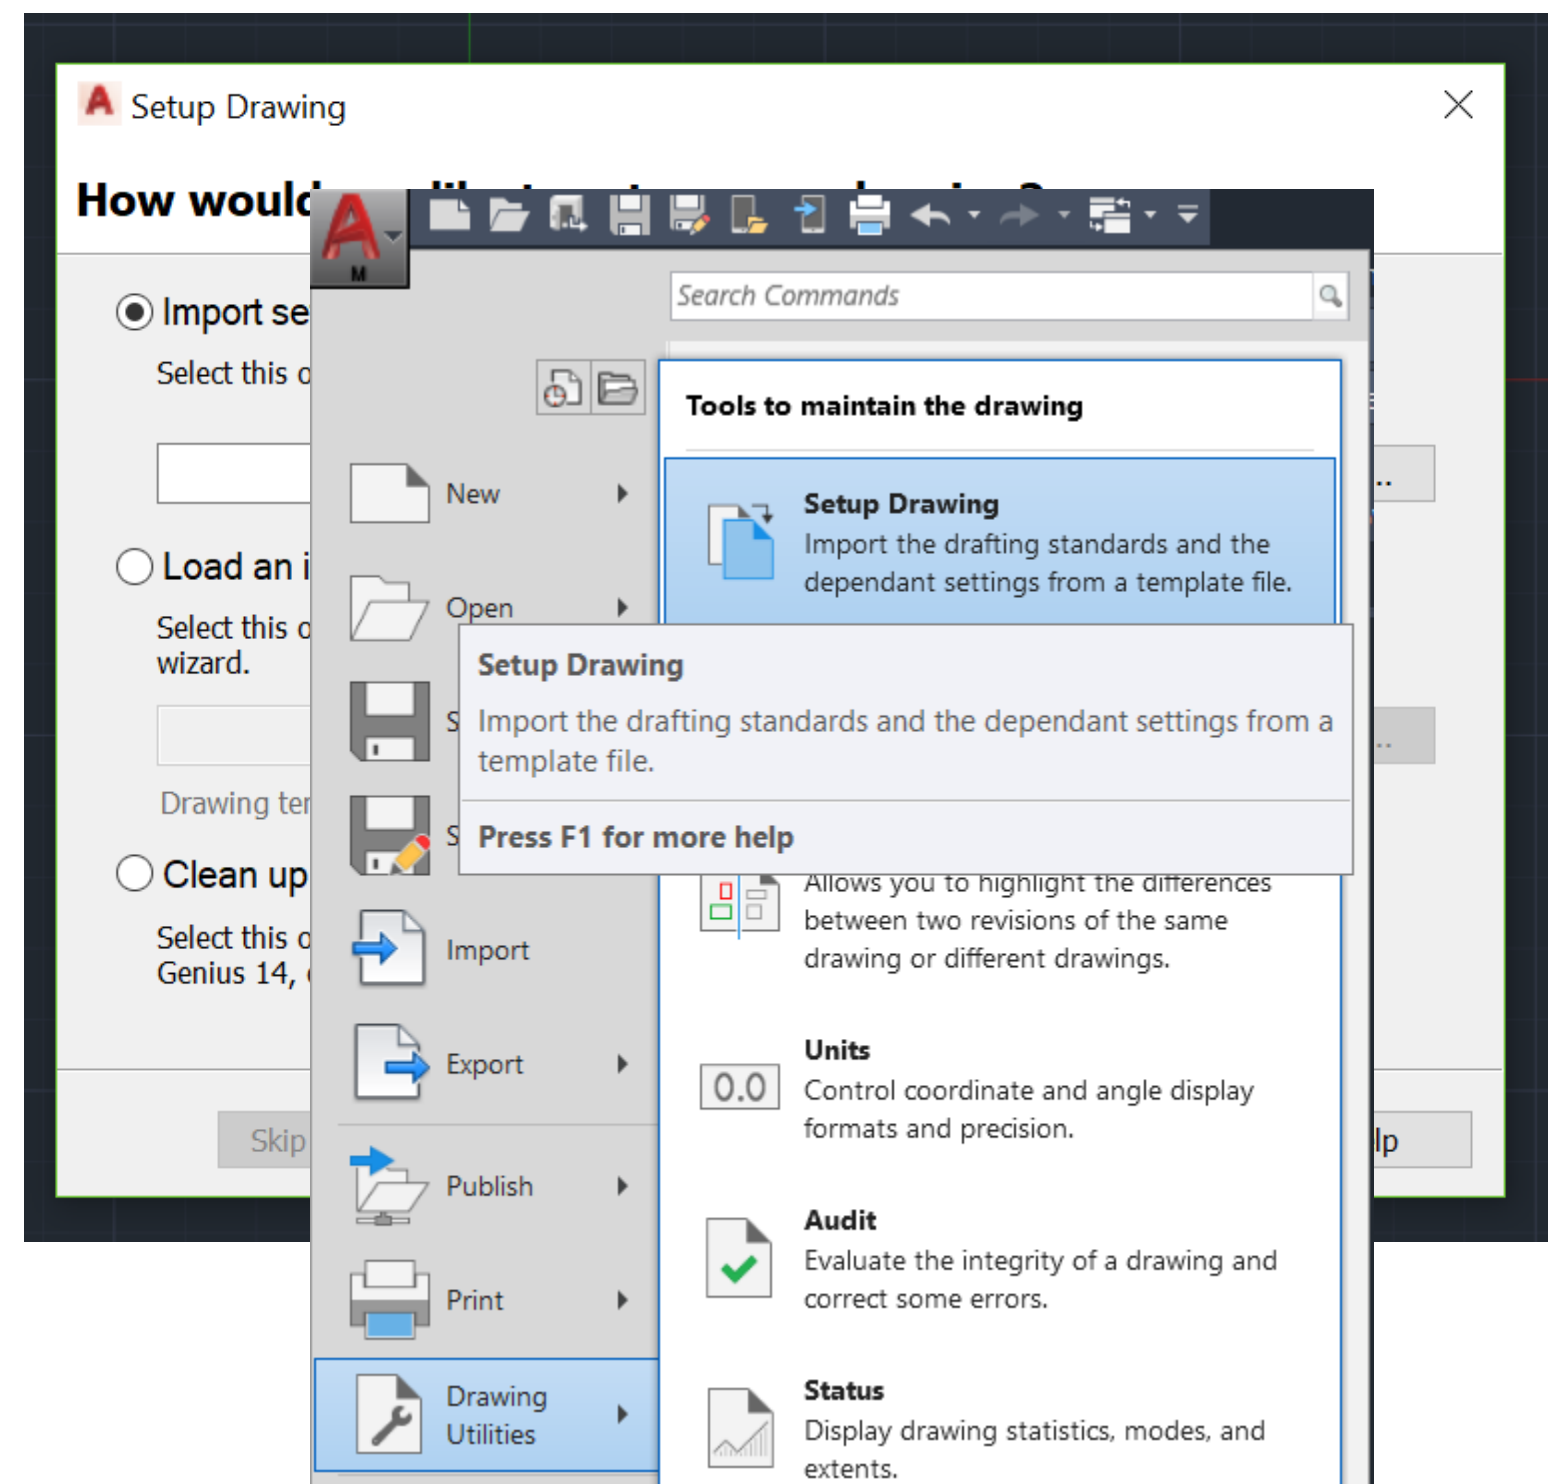 Setup Drawing
How would
M
Search Commands
Import se
Select this o
Tools to maintain the drawing
New
Setup Drawing
Import the drafting standards and the
dependant settings from a template file.
Load an i
Open
Select this o
wizard.
Setup Drawing
Import the drafting standards and the dependant settings from a
template file.
S
Drawing ter
S
Press F1 for more help
Clean up
Allows you to highlight the differences
between two revisions of the same
drawing or different drawings.
Select this o
Genius 14,
Import
Units
Control coordinate and angle display
formats and precision.
0.0
Export
Skip
lp
Publish
Audit
Evaluate the integrity of a drawing and
correct some errors.
Print
Drawing
Utilities
Status
Display drawing statistics, modes, and
extents.